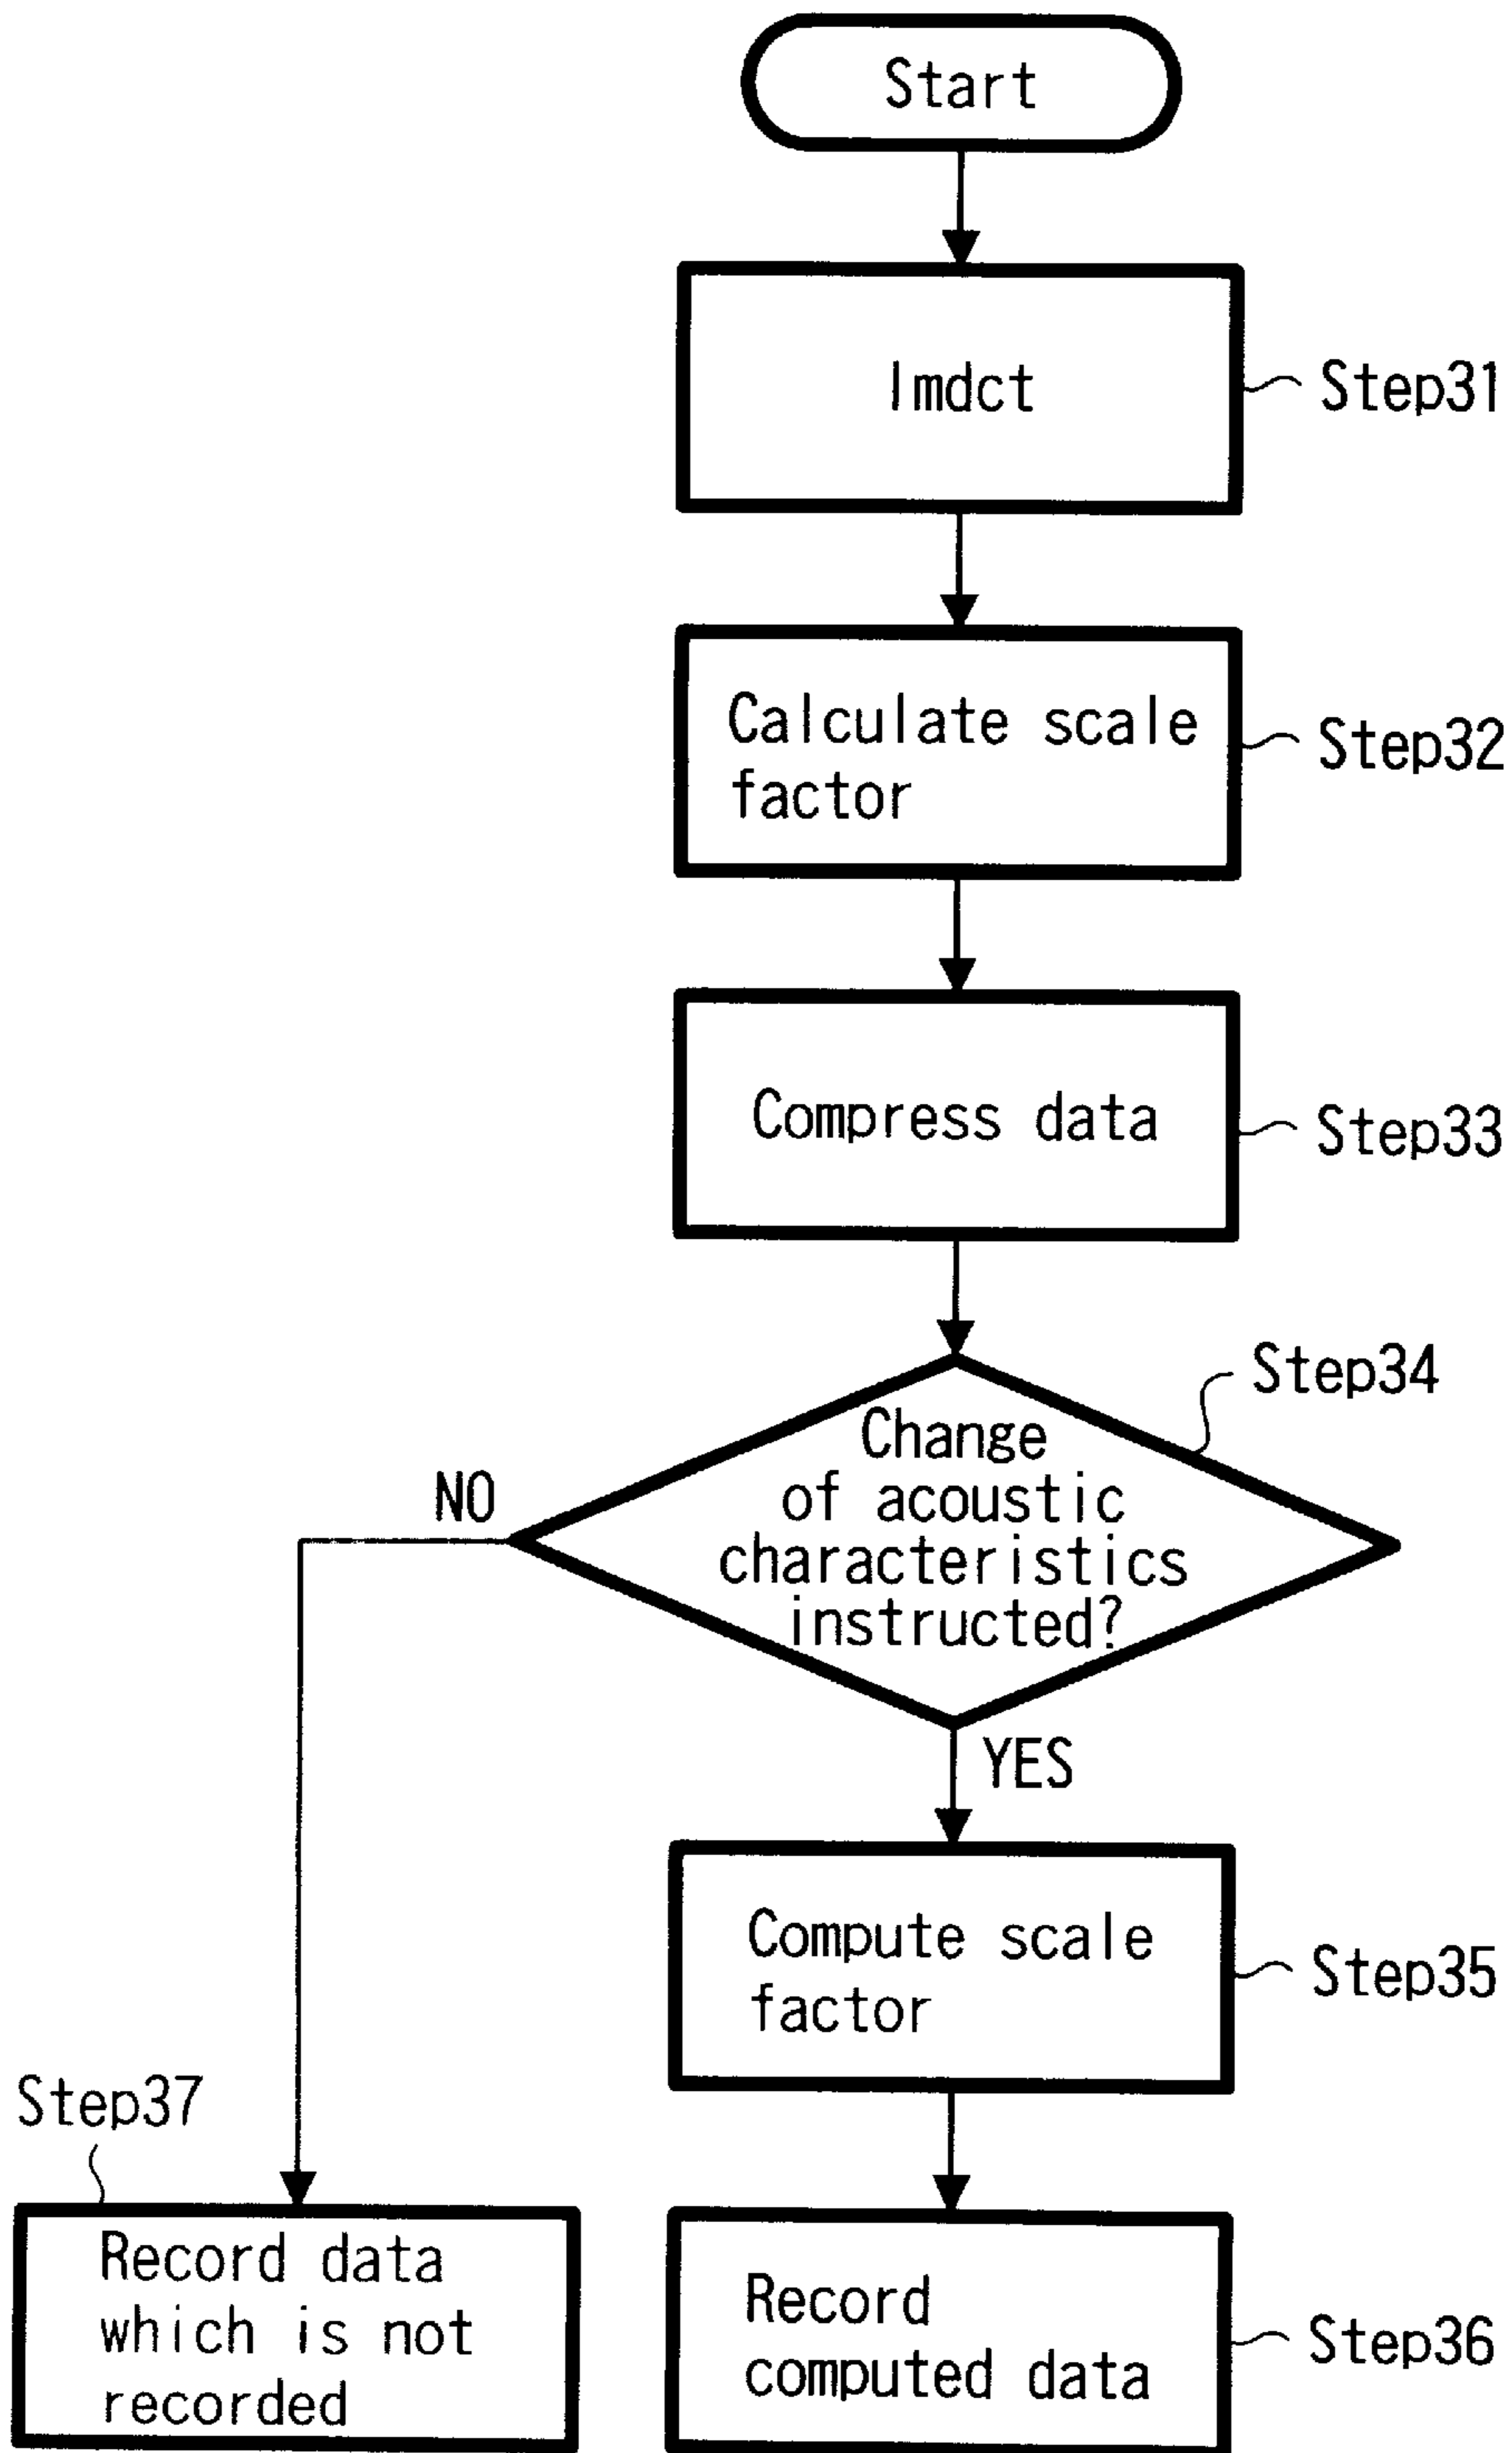 Start
Imdct
Step31
Calculate scale
factor
Step32
Compress data
Step33
Step34
Change
of acoustic
characteristics
instructed?
NO
YES
Compute scale
factor
Step35
Step37
Record data
which is not
recorded
Record
computed data
Step36